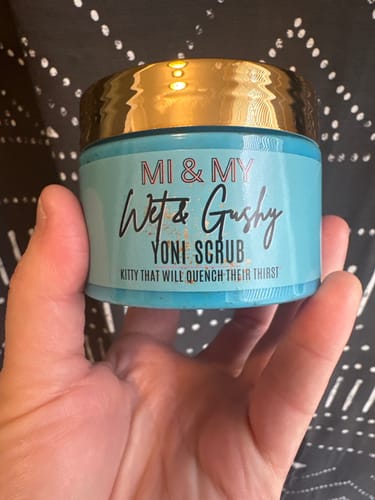 MI & MY
Wet & Gushy
YONI SCRUB
KITTY THAT WILL QUENCH THEIR THIRST